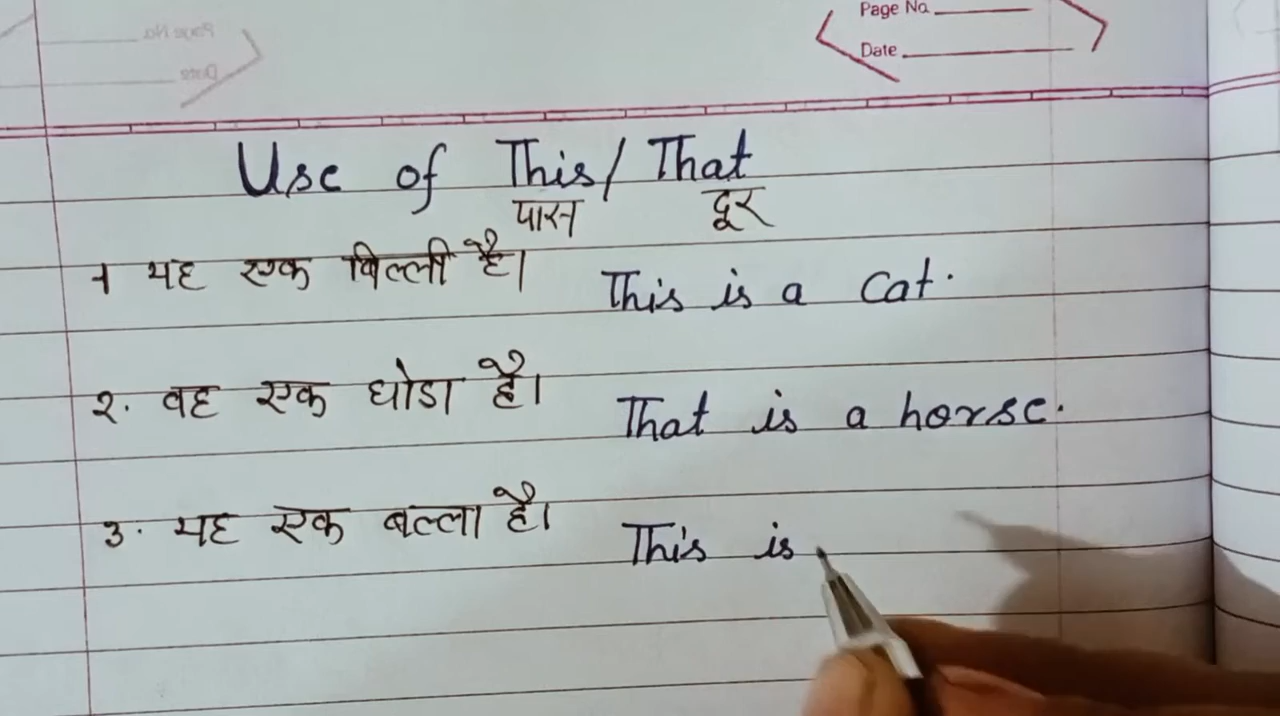 Page No
Date
Use of This / That
पास दूर
१ यह एक बिल्ली है। This is a Cat.
२. वह एक घोडा है। That is a horse.
३. यह एक बल्ला है। This is